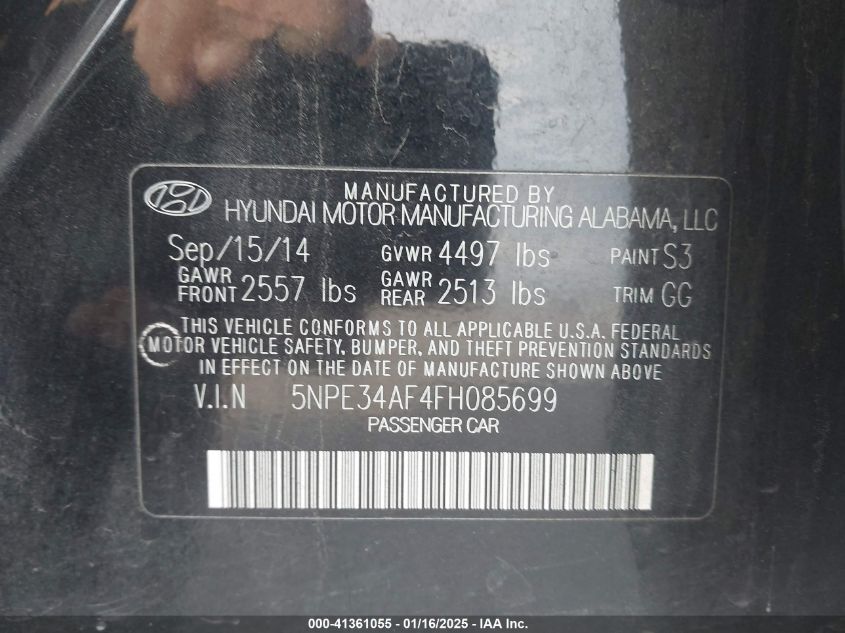 MANUFACTURED BY
HYUNDAI MOTOR MANUFACTURING ALABAMA, LLC
Sep/15/14 GVWR 4497 lbs PAINT S3
GAWR FRONT 2557 lbs GAWR REAR 2513 lbs TRIM GG
THIS VEHICLE CONFORMS TO ALL APPLICABLE U.S.A. FEDERAL
MOTOR VEHICLE SAFETY, BUMPER, AND THEFT PREVENTION STANDARDS
IN EFFECT ON THE DATE OF MANUFACTURE SHOWN ABOVE
V.I.N 5NPE34AF4FH085699
PASSENGER CAR
000-41361055 - 01/16/2025 - IAA Inc.